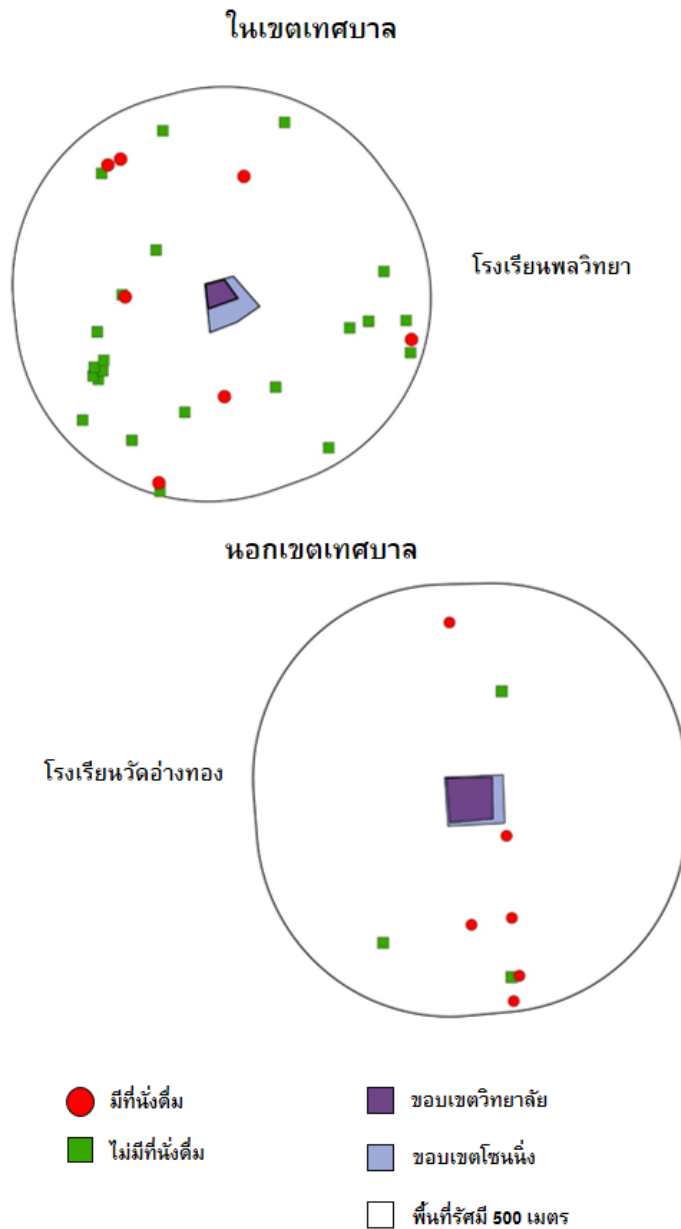 ในเขตเทศบาล
โรงเรียนพลวิทยา
นอกเขตเทศบาล
โรงเรียนวัดอ่างทอง
มีที่นั่งดื่ม
ขอบเขตวิทยาลัย
ไม่มีที่นั่งดื่ม
ขอบเขตโซนนิ่ง
พื้นที่รัศมี 500 เมตร